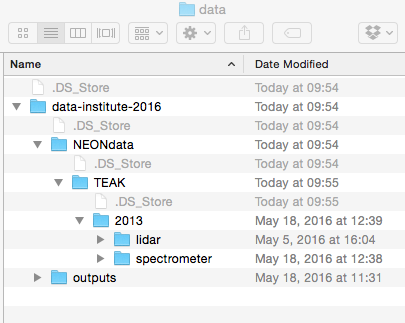 data
Name Date Modified
.DS_Store Today at 09:54
data-institute-2016 Today at 09:54
.DS_Store Today at 09:54
NEONdata Today at 09:54
.DS_Store Today at 09:54
TEAK Today at 09:55
.DS_Store Today at 09:55
2013 May 18, 2016 at 12:39
lidar May 5, 2016 at 16:04
spectrometer May 18, 2016 at 12:38
outputs May 18, 2016 at 11:31